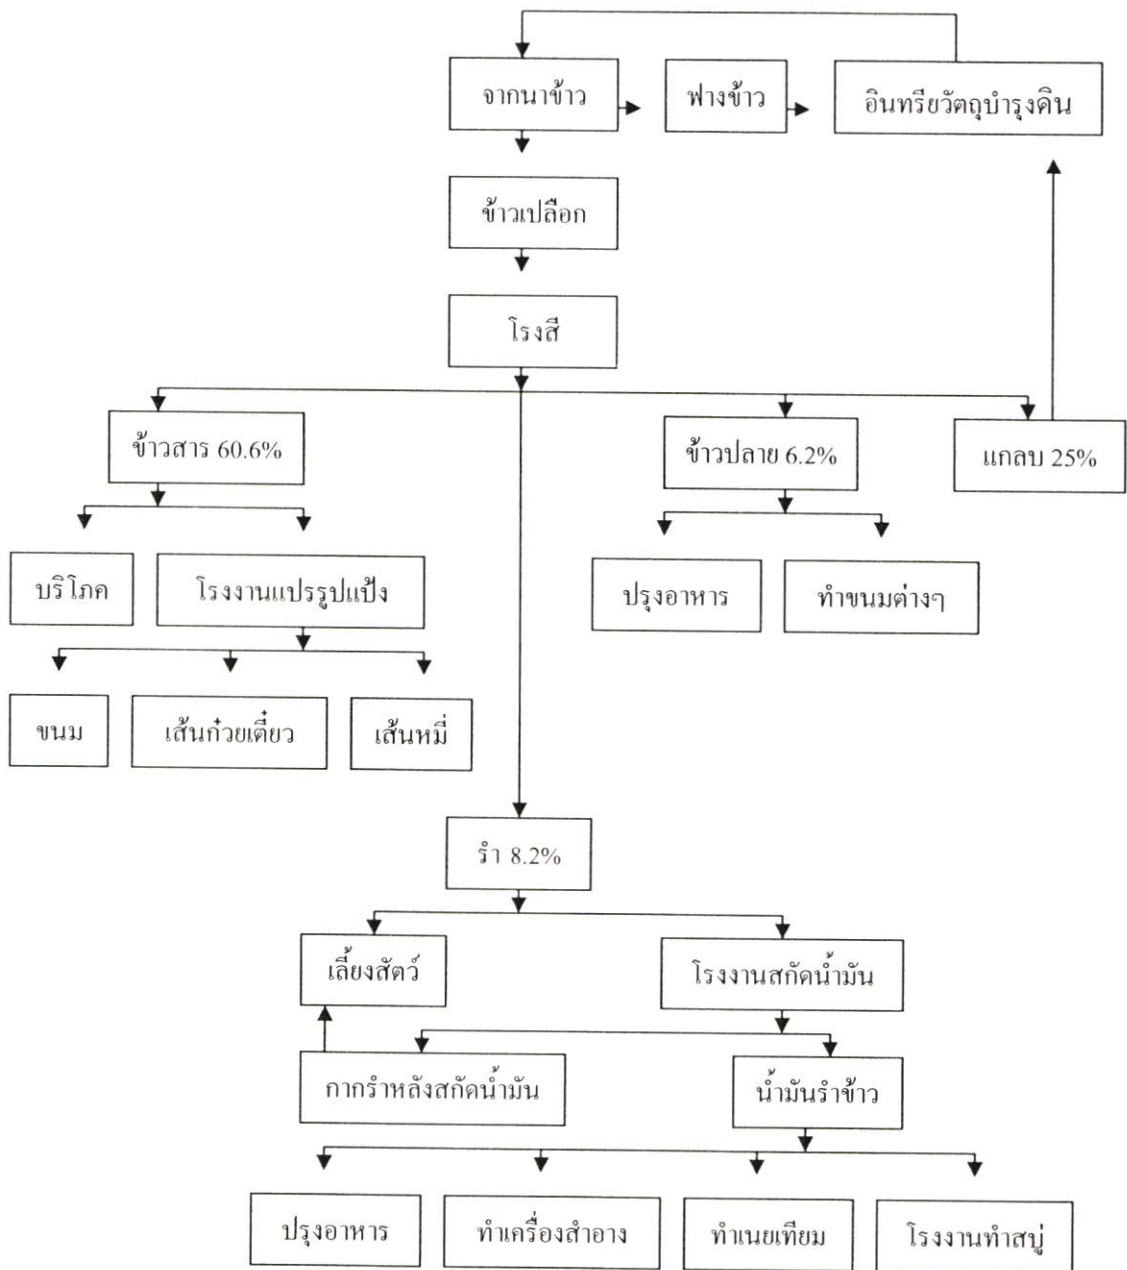 จากนาข้าว
ฟางข้าว
อินทรียวัตถุบำรุงดิน
ข้าวเปลือก
โรงสี
ข้าวสาร 60.6%
ข้าวปลาย 6.2%
แกลบ 25%
บริโภค
โรงงานแปรรูปแป้ง
ปรุงอาหาร
ทำขนมต่างๆ
ขนม
เส้นก๋วยเตี๋ยว
เส้นหมี่
รำ 8.2%
เลี้ยงสัตว์
โรงงานสกัดน้ำมัน
กากรำหลังสกัดน้ำมัน
น้ำมันรำข้าว
ปรุงอาหาร
ทำเครื่องสำอาง
ทำเนยเทียม
โรงงานทำสบู่